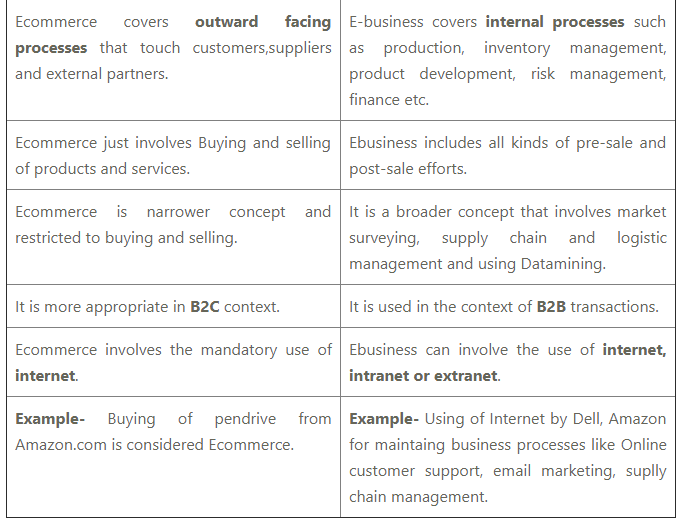 Ecommerce covers outward facing
processes that touch customers,suppliers
and external partners.
E-business covers internal processes such
as production, inventory management,
product development, risk management,
finance etc.
Ecommerce just involves Buying and selling
of products and services.
Ebusiness includes all kinds of pre-sale and
post-sale efforts.
Ecommerce is narrower concept and
restricted to buying and selling.
It is a broader concept that involves market
surveying, supply chain and logistic
management and using Datamining.
It is more appropriate in B2C context.
It is used in the context of B2B transactions.
Ecommerce involves the mandatory use of
internet.
Ebusiness can involve the use of internet,
intranet or extranet.
Example- Buying of pendrive from
Amazon.com is considered Ecommerce.
Example- Using of Internet by Dell, Amazon
for maintaing business processes like Online
customer support, email marketing, suplly
chain management.